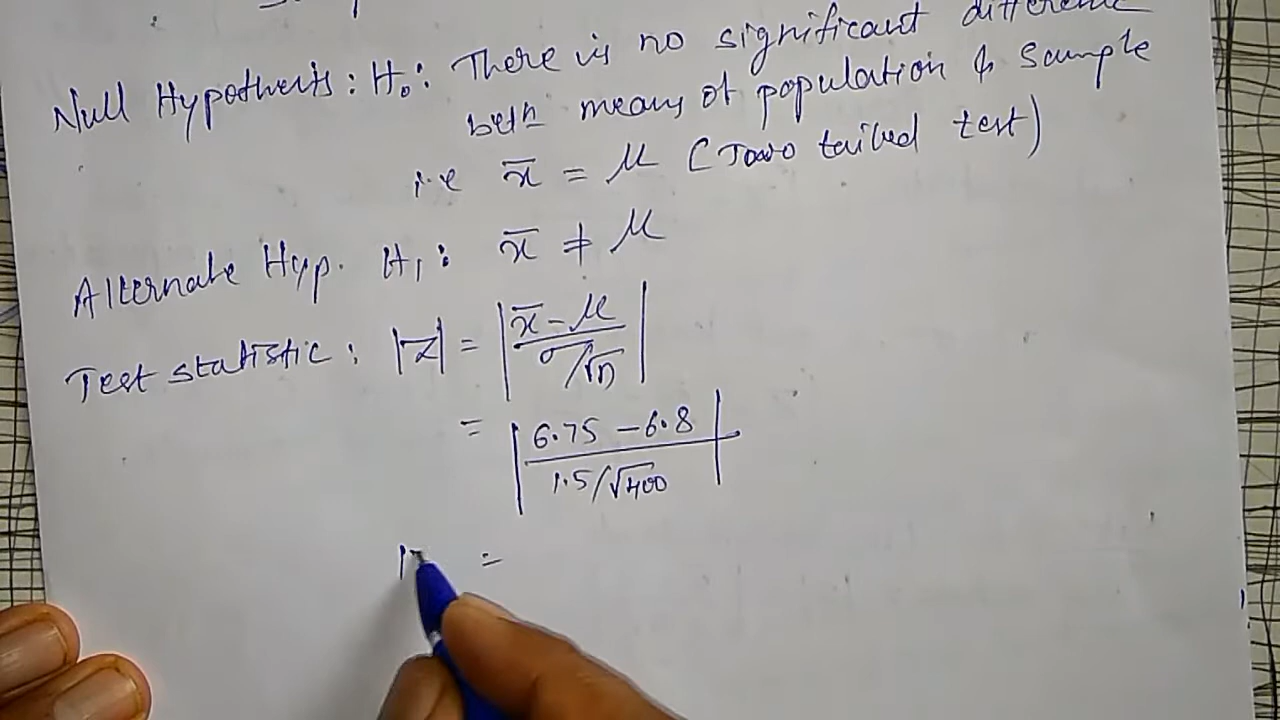 Null Hypothesis : H₀ : There is no significant difference
betn means of population & sample
i.e x̄ = μ (Two tailed test)
Alternate Hyp. H₁ : x̄ ≠ μ
Test statistic : |Z| = | x̄ - μ / σ/√n |
= | 6.75 - 6.8 / 1.5/√400 |
=